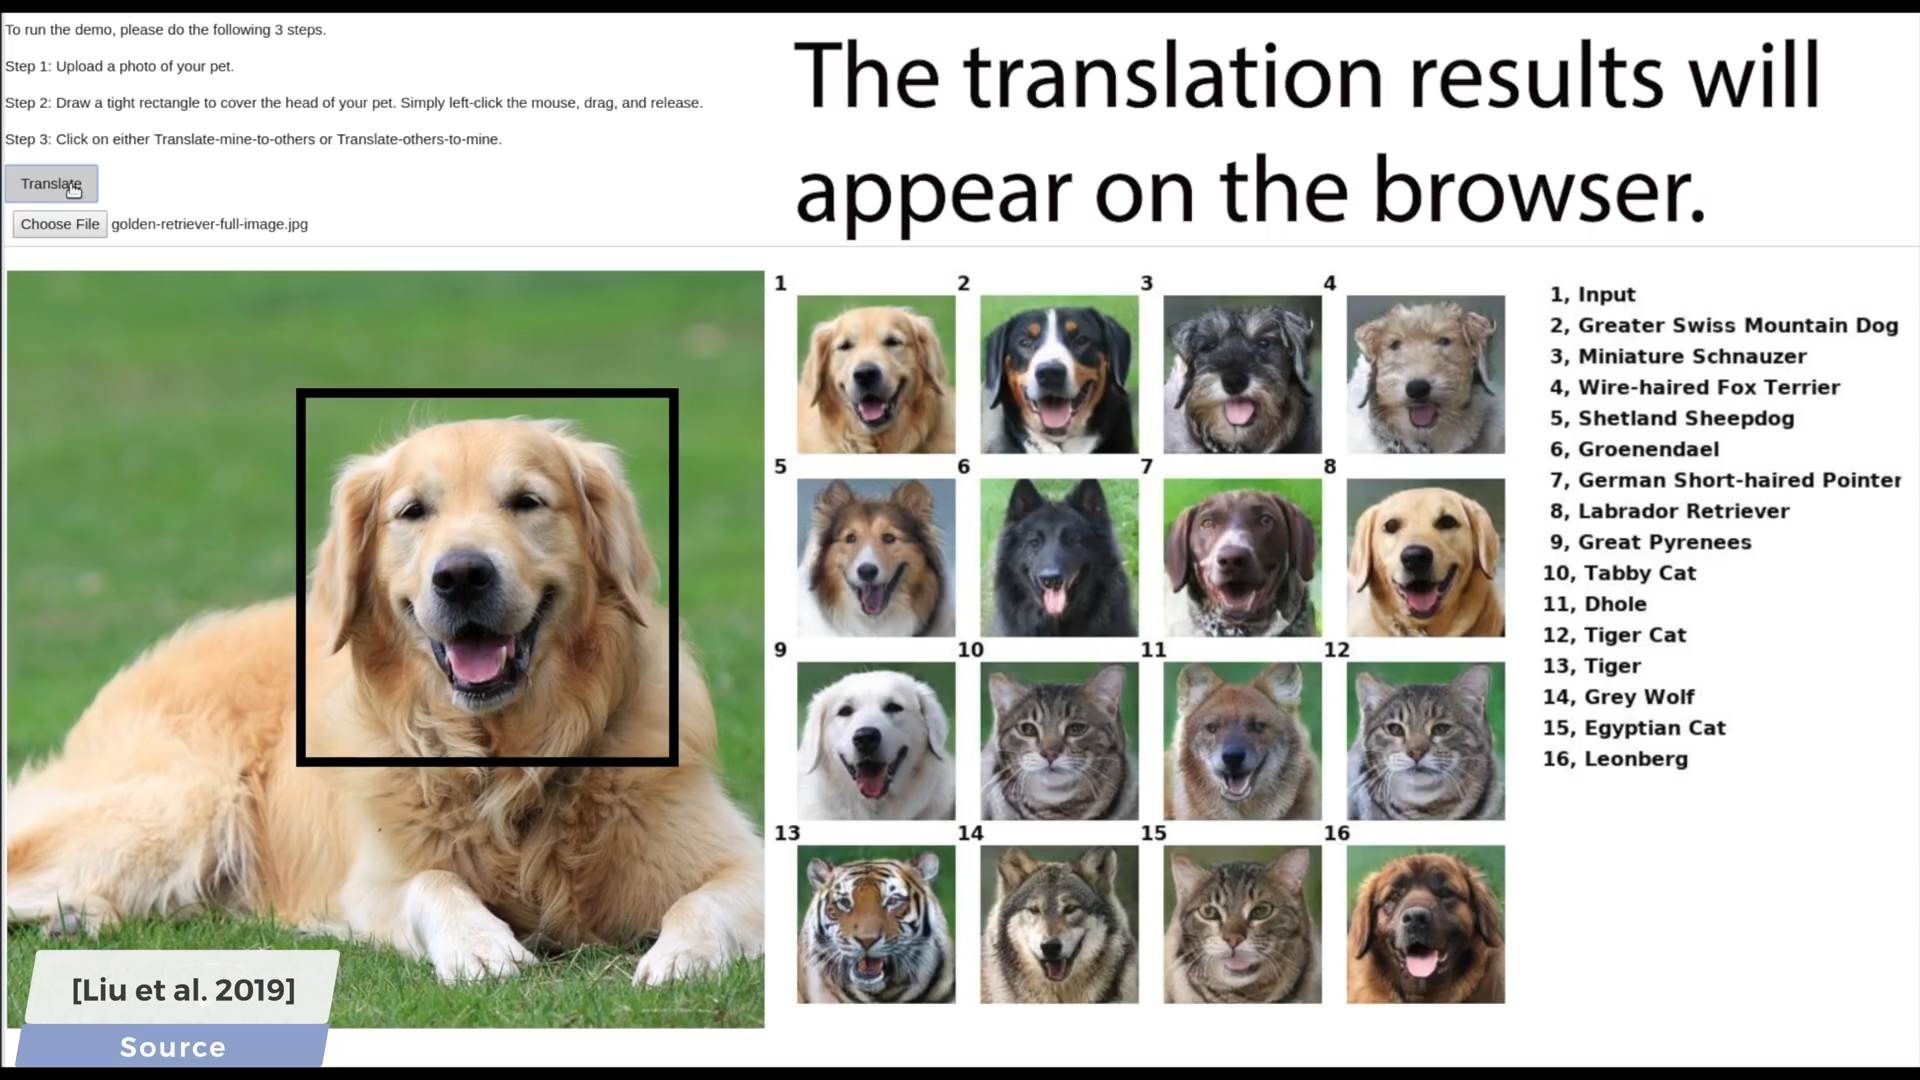 To run the demo, please do the following 3 steps.
Step 1: Upload a photo of your pet.
Step 2: Draw a tight rectangle to cover the head of your pet. Simply left-click the mouse, drag, and release.
Step 3: Click on either Translate-mine-to-others or Translate-others-to-mine.
Translate
Choose File golden-retriever-full-image.jpg
The translation results will
appear on the browser.
1 2 3 4
5 6 7 8
9 10 11 12
13 14 15 16
1, Input
2, Greater Swiss Mountain Dog
3, Miniature Schnauzer
4, Wire-haired Fox Terrier
5, Shetland Sheepdog
6, Groenendael
7, German Short-haired Pointer
8, Labrador Retriever
9, Great Pyrenees
10, Tabby Cat
11, Dhole
12, Tiger Cat
13, Tiger
14, Grey Wolf
15, Egyptian Cat
16, Leonberg
[Liu et al. 2019]
Source